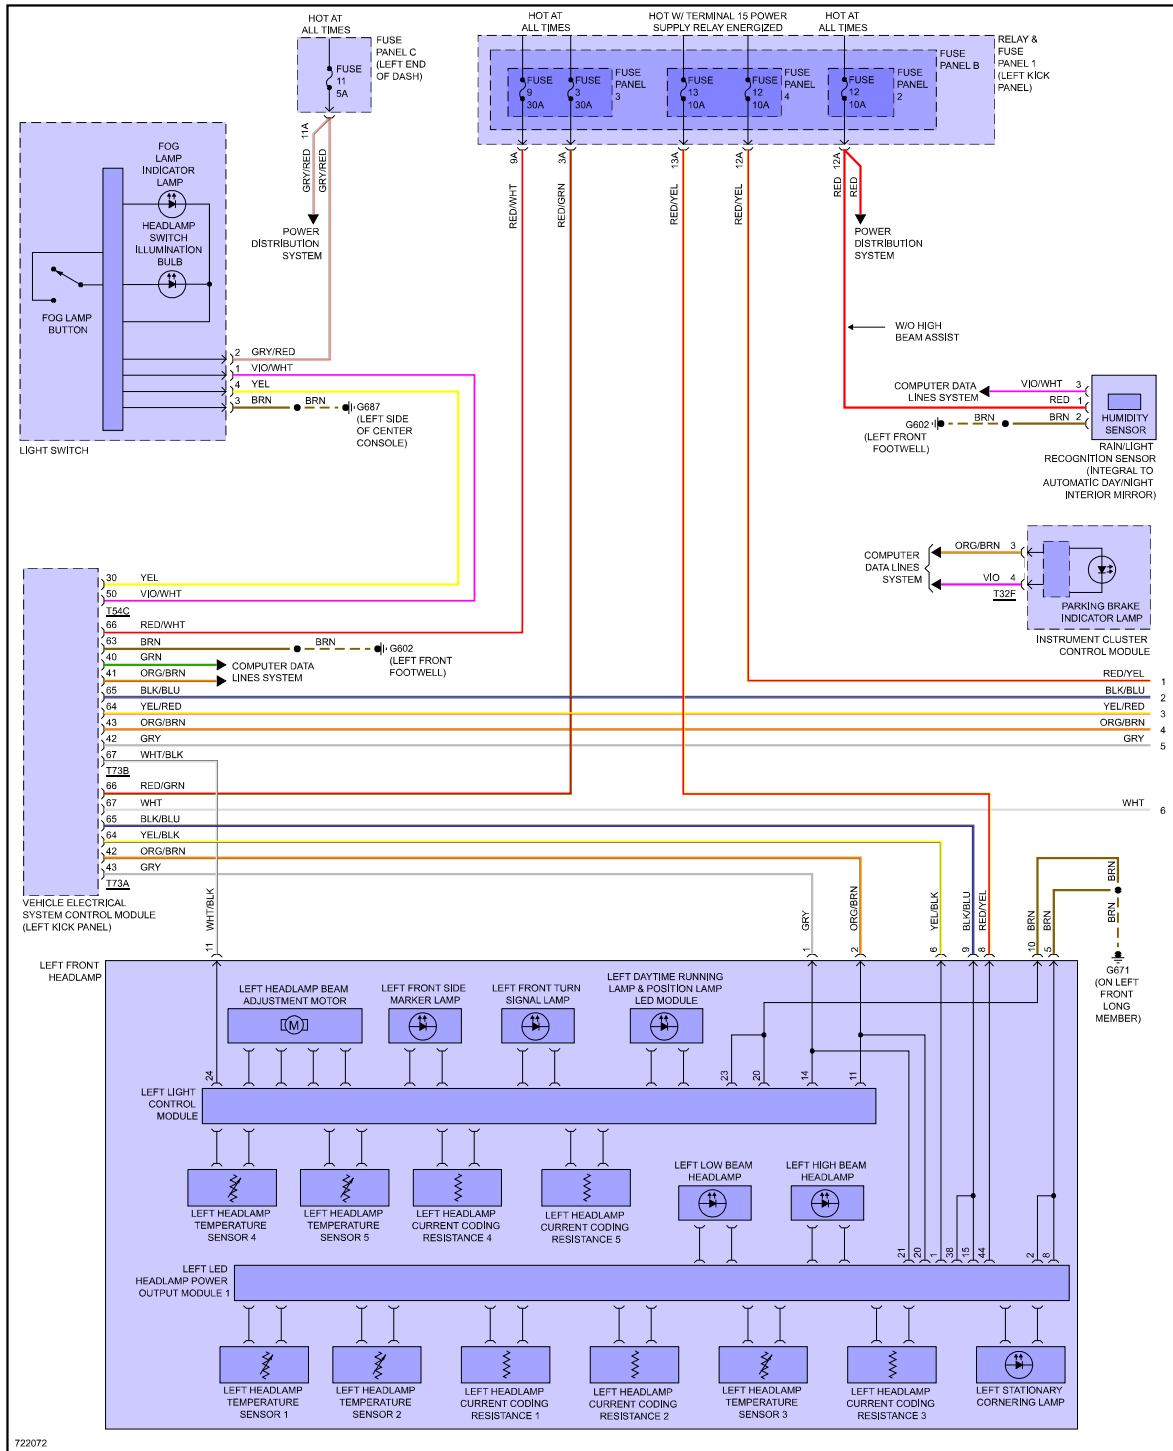 HOT AT
ALL TIMES
FUSE
PANEL C
(LEFT END
OF DASH)
FUSE
11
5A
11A
GRY/RED
GRY/RED
POWER
DISTRIBUTION
SYSTEM
HOT AT
ALL TIMES
HOT W/ TERMINAL 15 POWER
SUPPLY RELAY ENERGIZED
HOT AT
ALL TIMES
RELAY &
FUSE
PANEL 1
(LEFT KICK
PANEL)
FUSE
PANEL B
FUSE
9
30A
FUSE
3
30A
FUSE
PANEL
3
FUSE
13
10A
FUSE
12
10A
FUSE
PANEL
4
FUSE
12
10A
FUSE
PANEL
2
9A
3A
13A
12A
12A
RED/WHT
RED/GRN
RED/YEL
RED/YEL
RED
RED
POWER
DISTRIBUTION
SYSTEM
W/O HIGH
BEAM ASSIST
FOG
LAMP
INDICATOR
LAMP
HEADLAMP
SWITCH
ILLUMINATION
BULB
FOG LAMP
BUTTON
LIGHT SWITCH
2 GRY/RED
1 VIO/WHT
4 YEL
3 BRN
BRN
G687
(LEFT SIDE
OF CENTER
CONSOLE)
COMPUTER DATA
LINES SYSTEM
VIO/WHT 3
RED 1
BRN 2
BRN
G602
(LEFT FRONT
FOOTWELL)
HUMIDITY
SENSOR
RAIN/LIGHT
RECOGNITION SENSOR
(INTEGRAL TO
AUTOMATIC DAY/NIGHT
INTERIOR MIRROR)
COMPUTER
DATA LINES
SYSTEM
ORG/BRN 3
VIO 4
T32F
PARKING BRAKE
INDICATOR LAMP
INSTRUMENT CLUSTER
CONTROL MODULE
30 YEL
50 VIO/WHT
T54C
66 RED/WHT
63 BRN
BRN
G602
(LEFT FRONT
FOOTWELL)
40 GRN
41 ORG/BRN
COMPUTER DATA
LINES SYSTEM
65 BLK/BLU
64 YEL/RED
43 ORG/BRN
42 GRY
67 WHT/BLK
T73B
66 RED/GRN
67 WHT
65 BLK/BLU
64 YEL/BLK
42 ORG/BRN
43 GRY
T73A
RED/YEL 1
BLK/BLU 2
YEL/RED 3
ORG/BRN 4
GRY 5
WHT 6
VEHICLE ELECTRICAL
SYSTEM CONTROL MODULE
(LEFT KICK PANEL)
WHT/BLK
GRY
ORG/BRN
YEL/BLK
BLK/BLU
RED/YEL
BRN
BRN
BRN
BRN
11
1
2
6
9
8
10
5
G671
(ON LEFT
FRONT
LONG
MEMBER)
LEFT FRONT
HEADLAMP
LEFT HEADLAMP BEAM
ADJUSTMENT MOTOR
M
LEFT FRONT SIDE
MARKER LAMP
LEFT FRONT TURN
SIGNAL LAMP
LEFT DAYTIME RUNNING
LAMP & POSITION LAMP
LED MODULE
24
23
20
14
11
LEFT LIGHT
CONTROL
MODULE
LEFT HEADLAMP
TEMPERATURE
SENSOR 4
LEFT HEADLAMP
TEMPERATURE
SENSOR 5
LEFT HEADLAMP
CURRENT CODING
RESISTANCE 4
LEFT HEADLAMP
CURRENT CODING
RESISTANCE 5
LEFT LOW BEAM
HEADLAMP
LEFT HIGH BEAM
HEADLAMP
21
20
1
38
15
44
2
8
LEFT LED
HEADLAMP POWER
OUTPUT MODULE 1
LEFT HEADLAMP
TEMPERATURE
SENSOR 1
LEFT HEADLAMP
TEMPERATURE
SENSOR 2
LEFT HEADLAMP
CURRENT CODING
RESISTANCE 1
LEFT HEADLAMP
CURRENT CODING
RESISTANCE 2
LEFT HEADLAMP
TEMPERATURE
SENSOR 3
LEFT HEADLAMP
CURRENT CODING
RESISTANCE 3
LEFT STATIONARY
CORNERING LAMP
722072